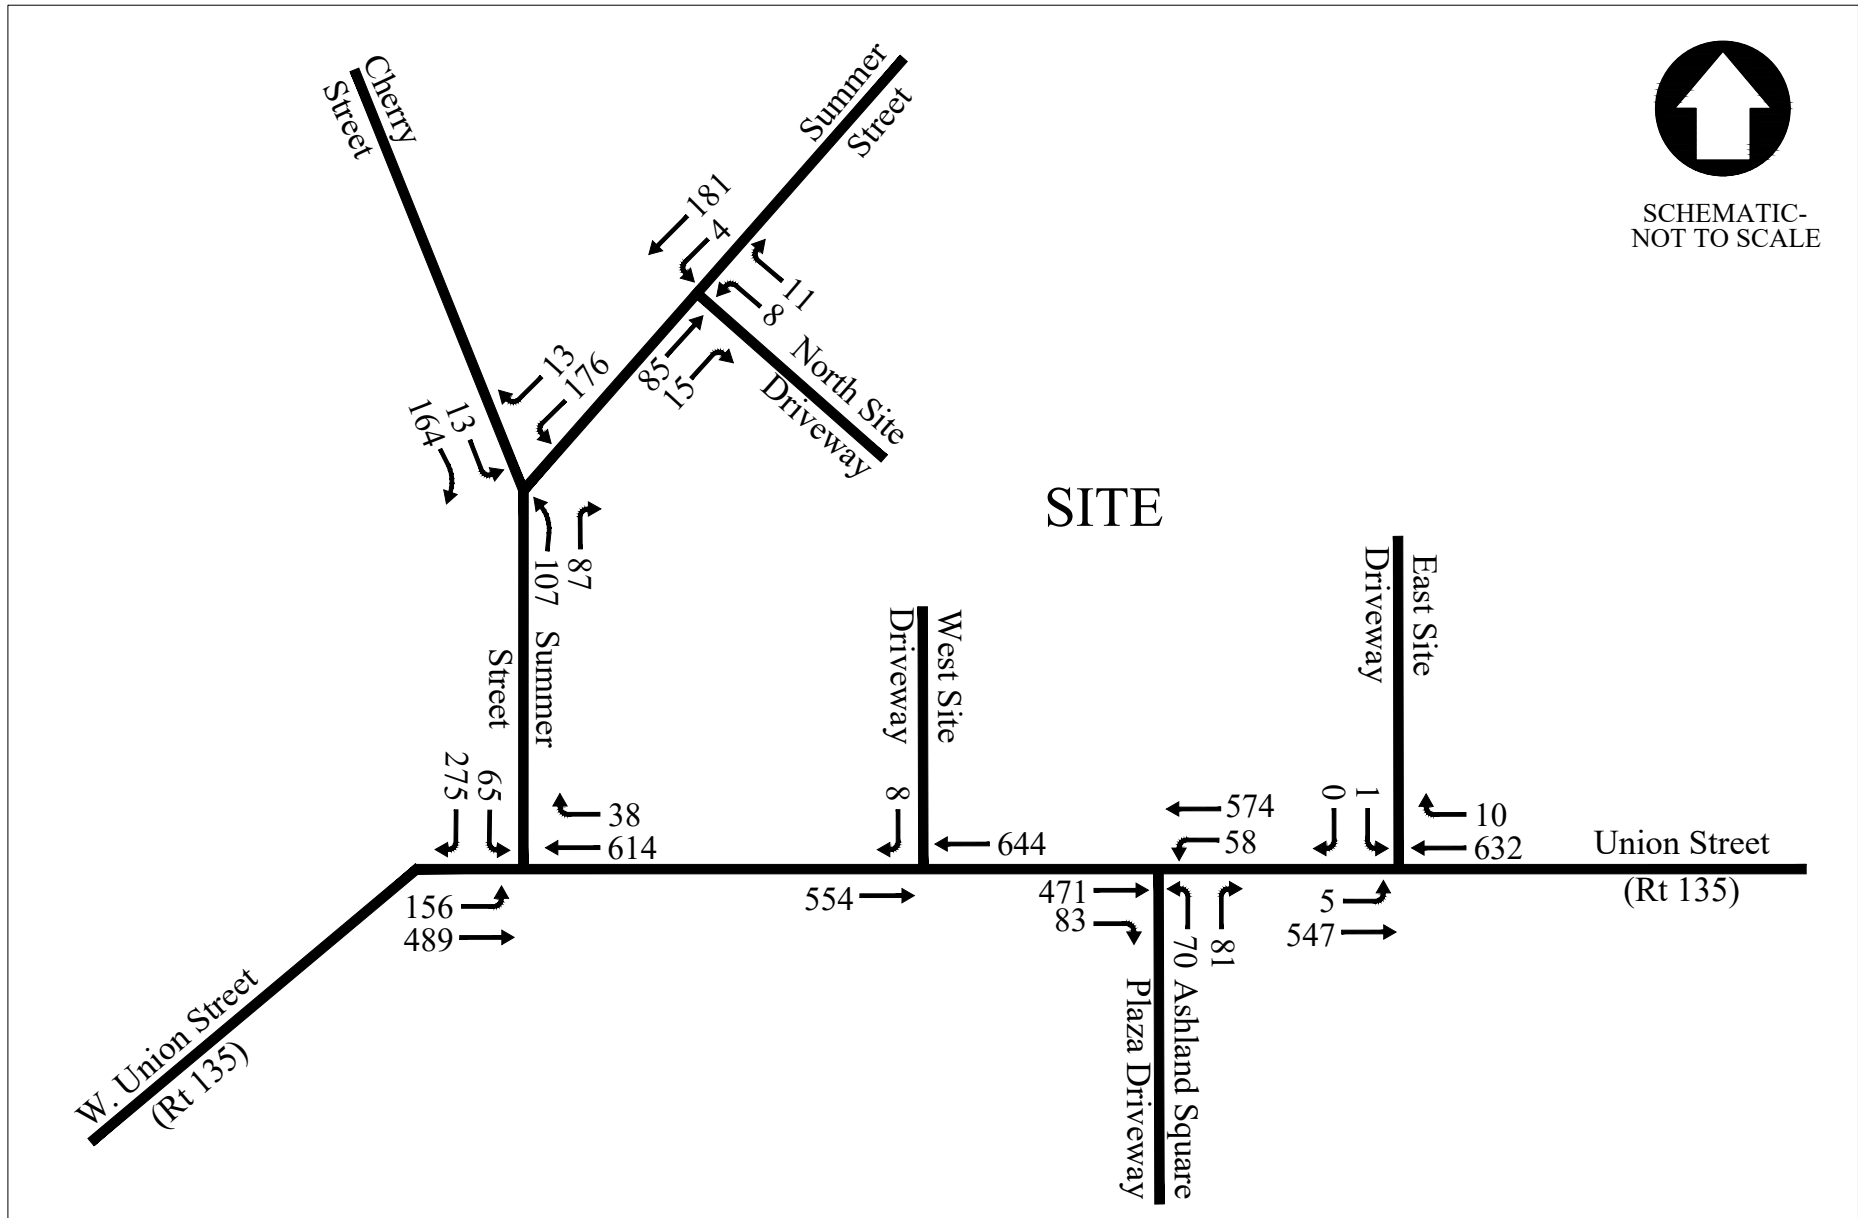 Cherry
Street
Summer
Street
SCHEMATIC-
NOT TO SCALE
181
4
11
8
North Site
Driveway
85
15
13
176
13
164
107
87
SITE
Summer
Street
West Site
Driveway
East Site
Driveway
275
65
38
614
8
644
574
58
0
1
10
632
Union Street
(Rt 135)
156
489
554
471
83
70
81
5
547
Ashland Square
Plaza Driveway
W. Union Street
(Rt 135)